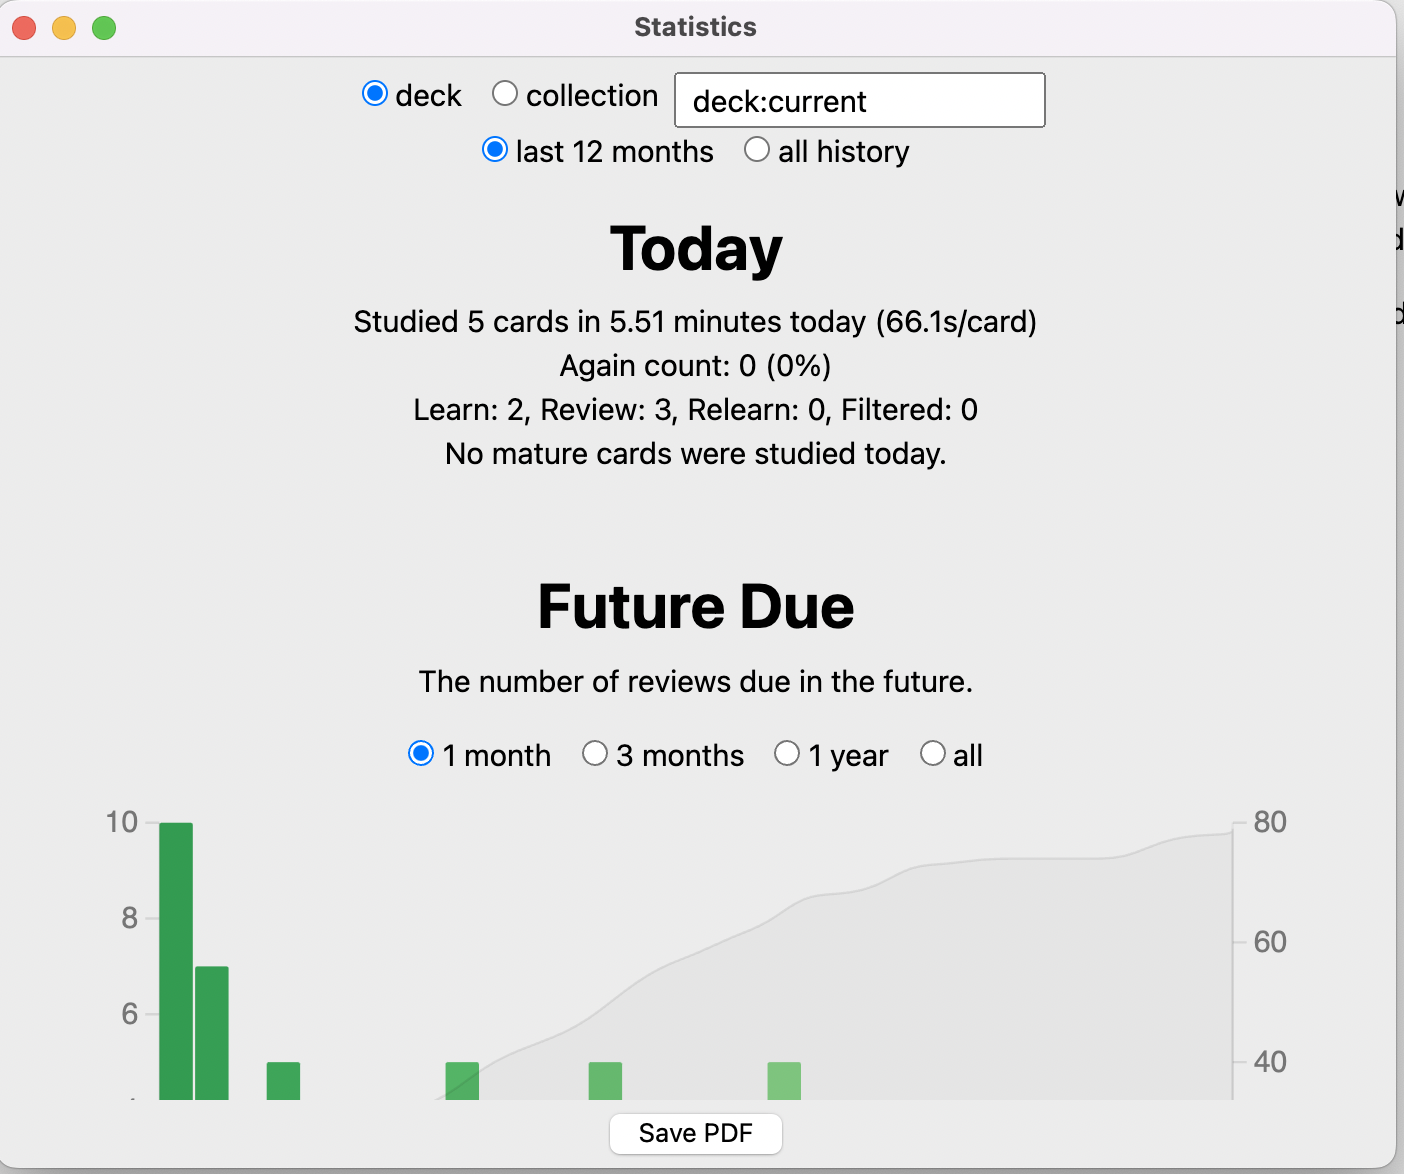 Statistics
deck collection deck:current
last 12 months all history
Today
Studied 5 cards in 5.51 minutes today (66.1s/card)
Again count: 0 (0%)
Learn: 2, Review: 3, Relearn: 0, Filtered: 0
No mature cards were studied today.
Future Due
The number of reviews due in the future.
1 month 3 months 1 year all
10 80
8
60
6
40
Save PDF